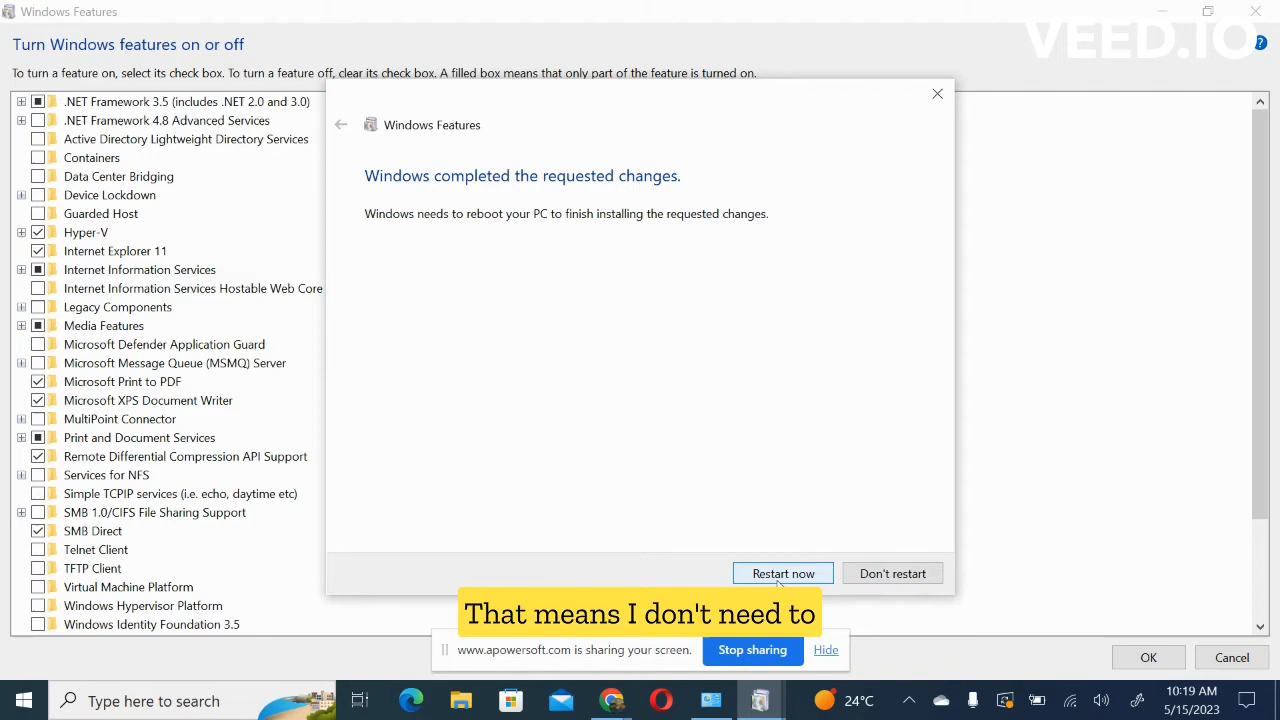 Windows Features
VEED.IO
Turn Windows features on or off
To turn a feature on, select its check box. To turn a feature off, clear its check box. A filled box means that only part of the feature is turned on.
.NET Framework 3.5 (includes .NET 2.0 and 3.0)
.NET Framework 4.8 Advanced Services
Active Directory Lightweight Directory Services
Containers
Data Center Bridging
Device Lockdown
Guarded Host
Hyper-V
Internet Explorer 11
Internet Information Services
Internet Information Services Hostable Web Core
Legacy Components
Media Features
Microsoft Defender Application Guard
Microsoft Message Queue (MSMQ) Server
Microsoft Print to PDF
Microsoft XPS Document Writer
MultiPoint Connector
Print and Document Services
Remote Differential Compression API Support
Services for NFS
Simple TCPIP services (i.e. echo, daytime etc)
SMB 1.0/CIFS File Sharing Support
SMB Direct
Telnet Client
TFTP Client
Virtual Machine Platform
Windows Hypervisor Platform
Windows Identity Foundation 3.5
Windows Features
Windows completed the requested changes.
Windows needs to reboot your PC to finish installing the requested changes.
Restart now
Don't restart
That means I don't need to
www.apowersoft.com is sharing your screen.
Stop sharing
Hide
OK
Cancel
Type here to search
24°C
10:19 AM
5/15/2023